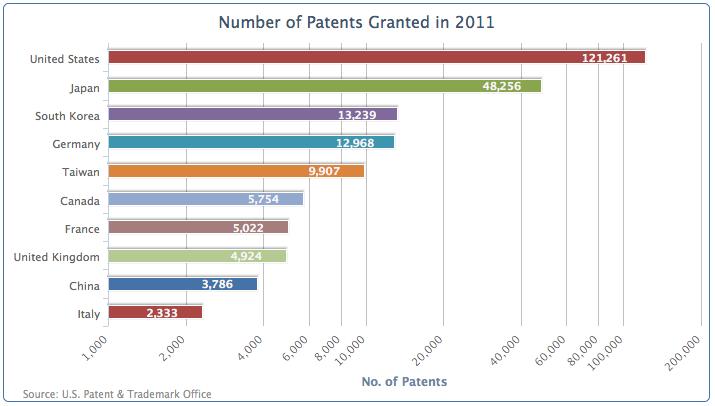 Number of Patents Granted in 2011
United States 121,261
Japan 48,256
South Korea 13,239
Germany 12,968
Taiwan 9,907
Canada 5,754
France 5,022
United Kingdom 4,924
China 3,786
Italy 2,333
1,000 2,000 4,000 6,000 8,000 10,000 20,000 40,000 60,000 80,000 100,000 200,000
No. of Patents
Source: U.S. Patent & Trademark Office